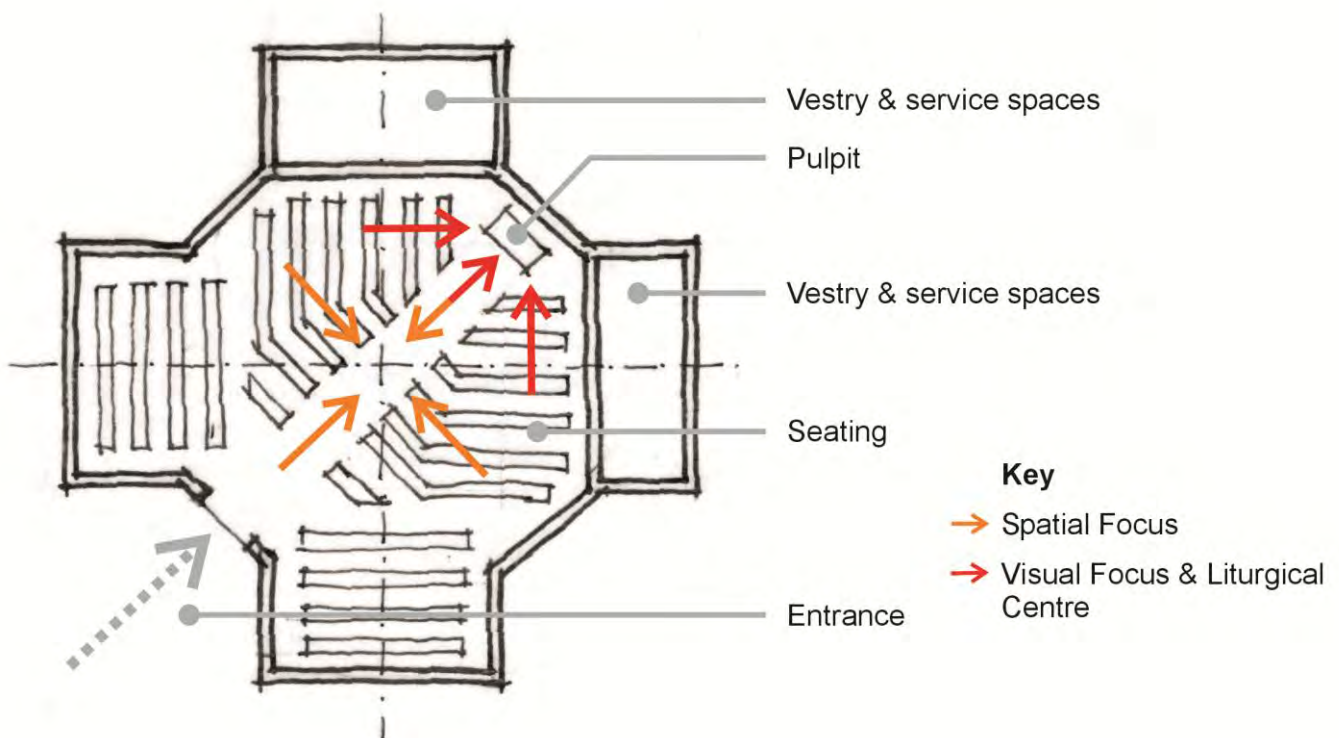 Vestry & service spaces
Pulpit
Vestry & service spaces
Seating
Key
Spatial Focus
Visual Focus & Liturgical
Centre
Entrance